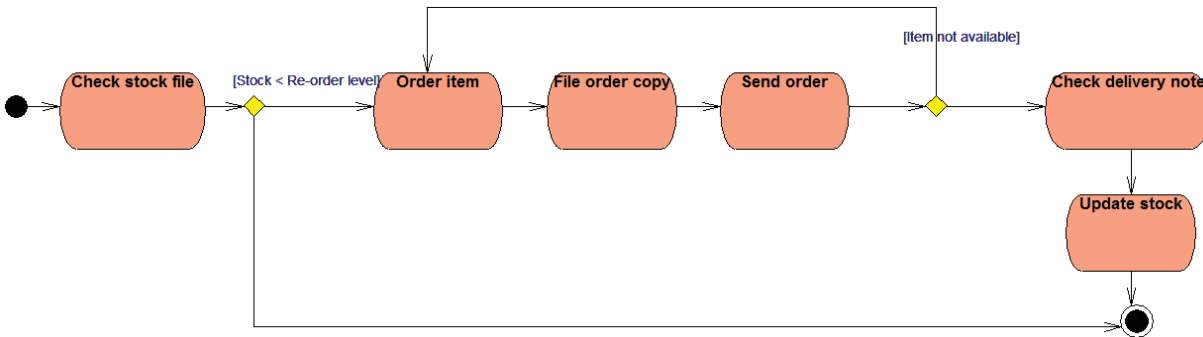 [Item not available]
Check stock file
[Stock < Re-order level]
Order item
File order copy
Send order
Check delivery note
Update stock